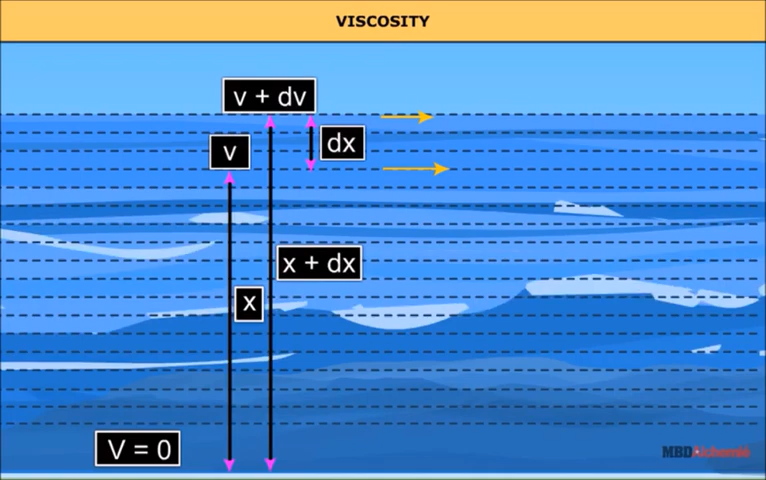 VISCOSITY
v + dv
v
dx
x + dx
x
V = 0
MBDAlchemie